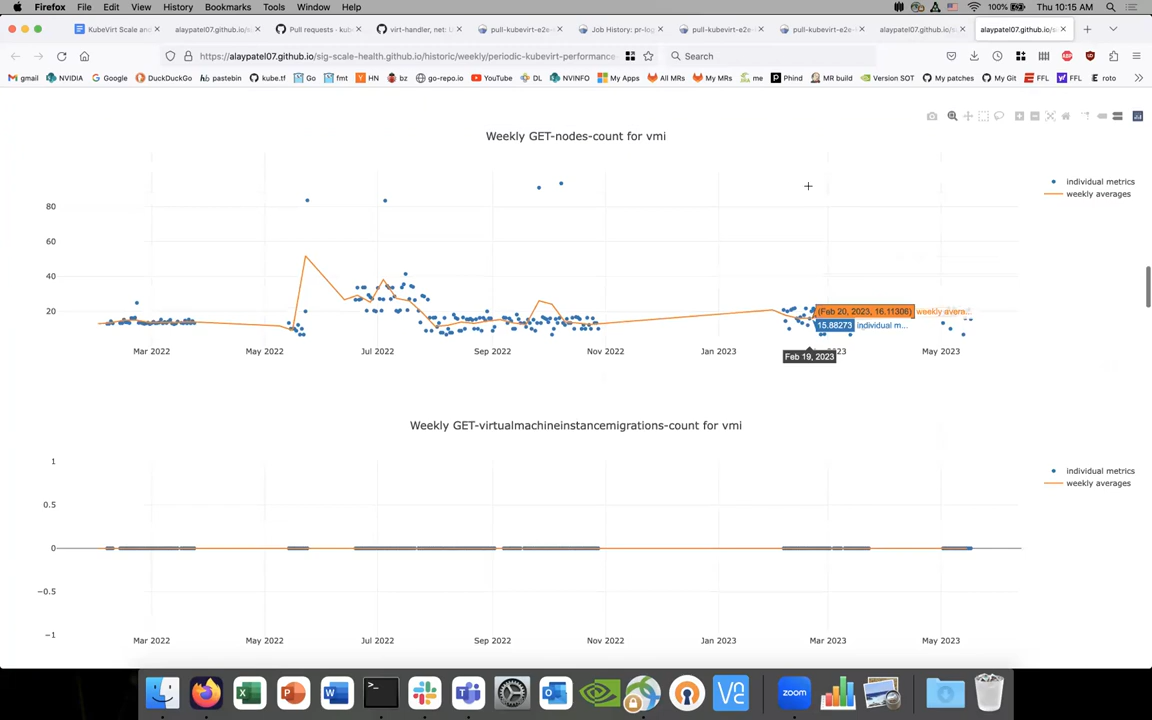 Firefox File Edit View History Bookmarks Tools Window Help 100% Thu 10:15 AM
KubeVirt Scale and alaypatel07.github.io/s Pull requests · kube virt-handler, net: L pull-kubevirt-e2e- Job History: pr-log pull-kubevirt-e2e- pull-kubevirt-e2e- alaypatel07.github.io/s alaypatel07.github.io/s
https://alaypatel07.github.io/sig-scale-health.github.io/historic/weekly/periodic-kubevirt-performance- Search
gmail NVIDIA Google DuckDuckGo pastebin kube.tf Go fmt HN bz go-repo.io YouTube DL NVINFO My Apps All MRs My MRs me Phind MR build Version SOT My patches My Git FFL FFL roto
Weekly GET-nodes-count for vmi
individual metrics
weekly averages
80
60
40
20
(Feb 20, 2023, 16.11306) weekly avera...
15.88273 individual m...
Mar 2022 May 2022 Jul 2022 Sep 2022 Nov 2022 Jan 2023 2023 May 2023
Feb 19, 2023
Weekly GET-virtualmachineinstancemigrations-count for vmi
individual metrics
weekly averages
1
0.5
0
−0.5
−1
Mar 2022 May 2022 Jul 2022 Sep 2022 Nov 2022 Jan 2023 Mar 2023 May 2023
zoom